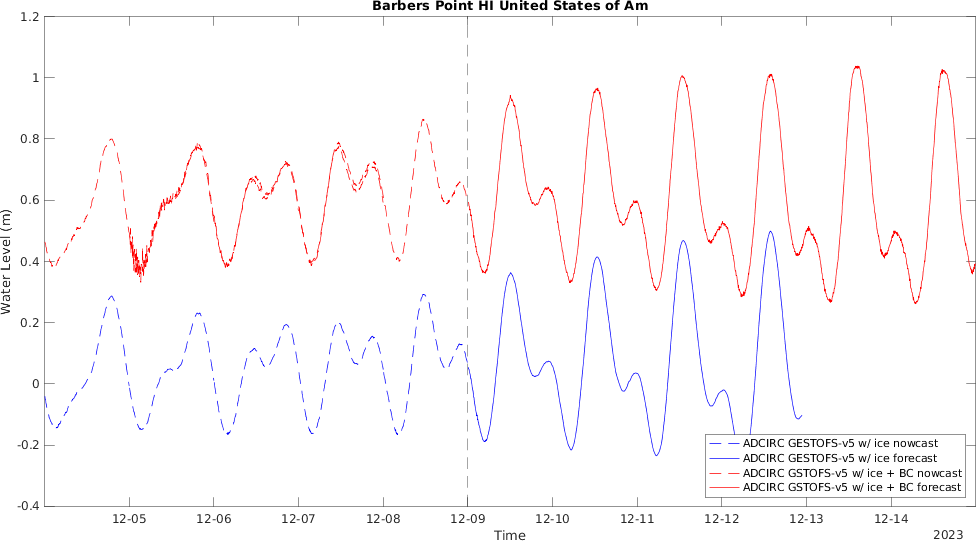 Barbers Point HI United States of Am
1.2
1
0.8
0.6
0.4
0.2
0
-0.2
-0.4
Water Level (m)
ADCIRC GESTOFS-v5 w/ ice nowcast
ADCIRC GESTOFS-v5 w/ ice forecast
ADCIRC GSTOFS-v5 w/ ice + BC nowcast
ADCIRC GSTOFS-v5 w/ ice + BC forecast
12-05 12-06 12-07 12-08 12-09 12-10 12-11 12-12 12-13 12-14
Time
2023